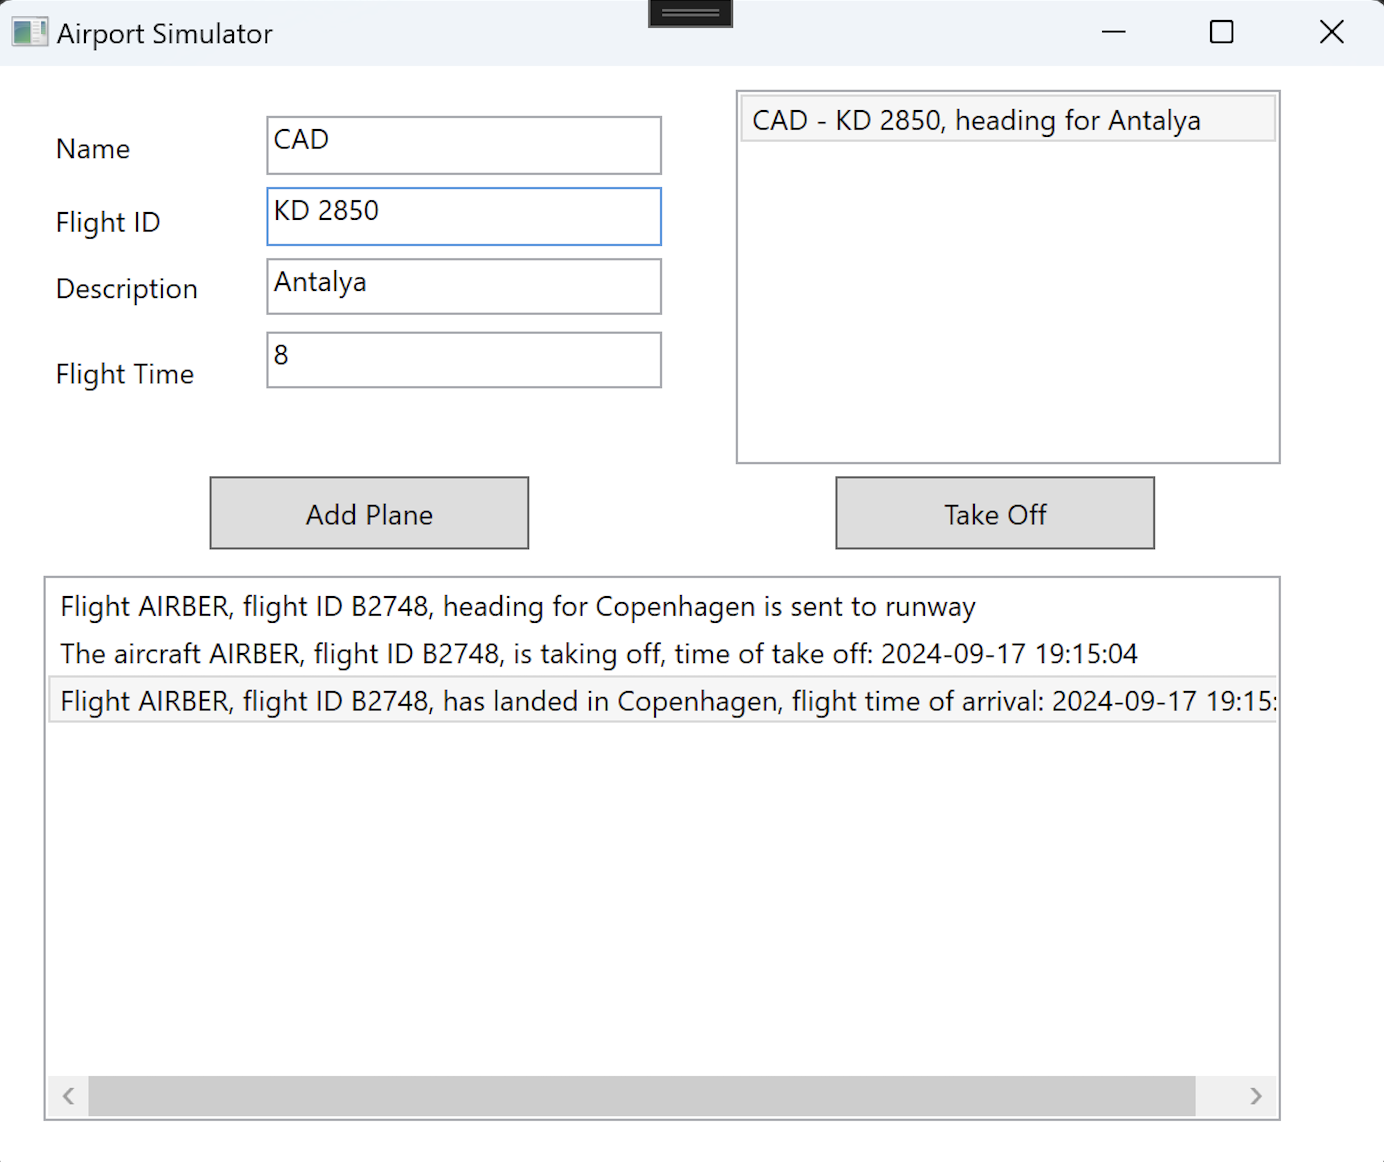 Airport Simulator
Name
CAD
Flight ID
KD 2850
Description
Antalya
Flight Time
8
CAD - KD 2850, heading for Antalya
Add Plane
Take Off
Flight AIRBER, flight ID B2748, heading for Copenhagen is sent to runway
The aircraft AIRBER, flight ID B2748, is taking off, time of take off: 2024-09-17 19:15:04
Flight AIRBER, flight ID B2748, has landed in Copenhagen, flight time of arrival: 2024-09-17 19:15: